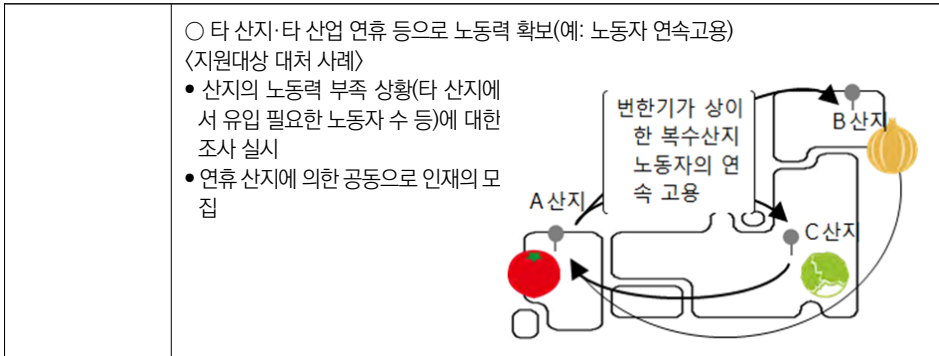 ○ 타 산지·타 산업 연휴 등으로 노동력 확보(예: 노동자 연속고용)
〈지원대상 대처 사례〉
• 산지의 노동력 부족 상황(타 산지에
서 유입 필요한 노동자 수 등)에 대한
조사 실시
• 연휴 산지에 의한 공동으로 인재의 모
집
번한기가 상이
한 복수산지
노동자의 연
속 고용
B산지
A산지
C산지